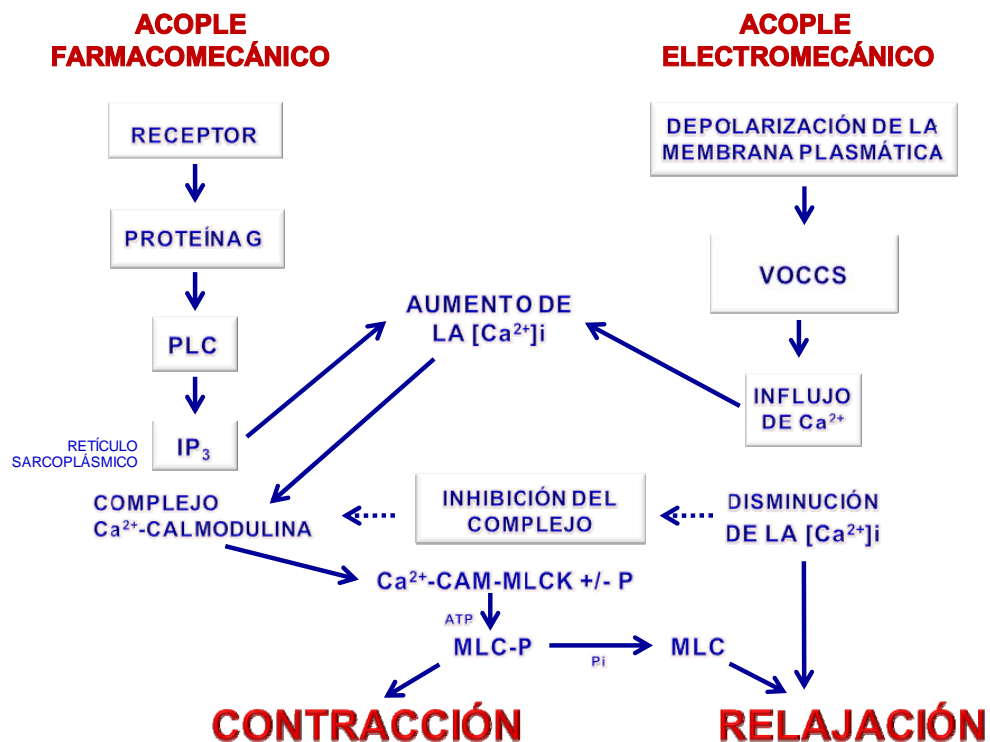 ACOPLE
FARMACOMECÁNICO
ACOPLE
ELECTROMECÁNICO
RECEPTOR
DEPOLARIZACIÓN DE LA
MEMBRANA PLASMÁTICA
PROTEÍNA G
VOCCS
AUMENTO DE
LA [Ca²⁺]i
PLC
INFLUJO
DE Ca²⁺
RETÍCULO
SARCOPLÁSMICO
IP₃
COMPLEJO
Ca²⁺-CALMODULINA
INHIBICIÓN DEL
COMPLEJO
DISMINUCIÓN
DE LA [Ca²⁺]i
Ca²⁺-CAM-MLCK +/- P
ATP
MLC-P
Pi
MLC
CONTRACCIÓN
RELAJACIÓN